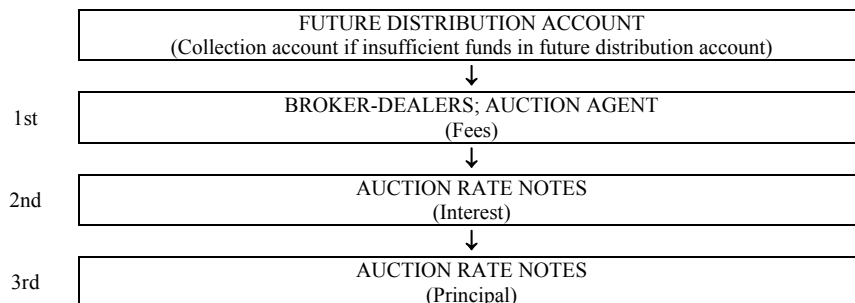 FUTURE DISTRIBUTION ACCOUNT
(Collection account if insufficient funds in future distribution account)
1st
BROKER-DEALERS; AUCTION AGENT
(Fees)
2nd
AUCTION RATE NOTES
(Interest)
3rd
AUCTION RATE NOTES
(Principal)